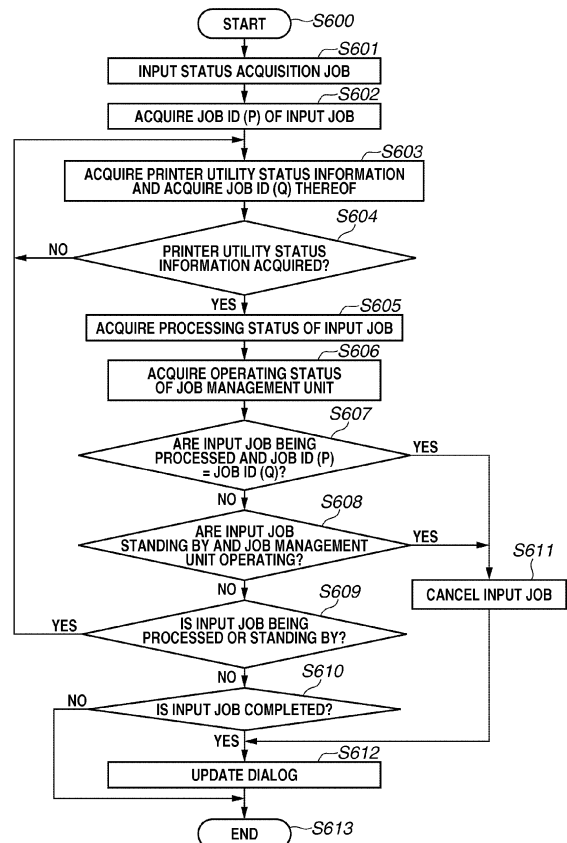 START
S600
S601
INPUT STATUS ACQUISITION JOB
S602
ACQUIRE JOB ID (P) OF INPUT JOB
S603
ACQUIRE PRINTER UTILITY STATUS INFORMATION
AND ACQUIRE JOB ID (Q) THEREOF
S604
NO
PRINTER UTILITY STATUS
INFORMATION ACQUIRED?
YES
S605
ACQUIRE PROCESSING STATUS OF INPUT JOB
S606
ACQUIRE OPERATING STATUS
OF JOB MANAGEMENT UNIT
S607
ARE INPUT JOB BEING
PROCESSED AND JOB ID (P)
= JOB ID (Q)?
YES
NO
S608
ARE INPUT JOB
STANDING BY AND JOB MANAGEMENT
UNIT OPERATING?
YES
S611
CANCEL INPUT JOB
NO
S609
YES
IS INPUT JOB BEING
PROCESSED OR STANDING BY?
NO
S610
NO
IS INPUT JOB COMPLETED?
YES
S612
UPDATE DIALOG
END
S613